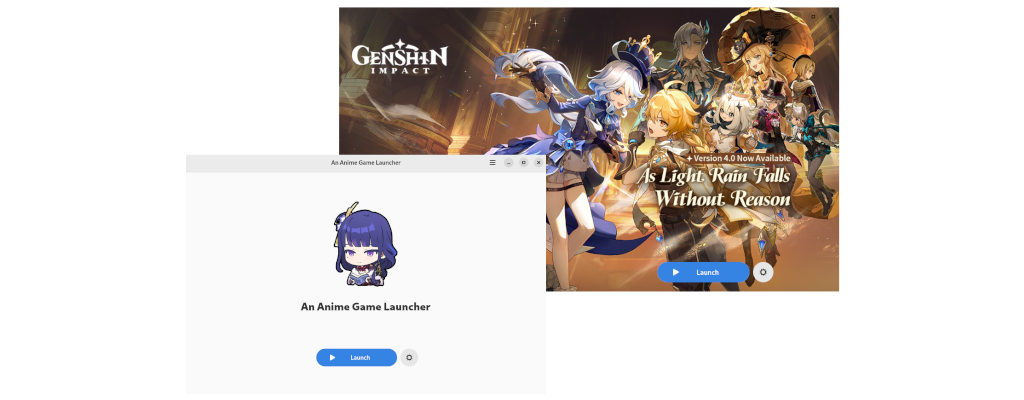 GENSHIN
IMPACT
Version 4.0 Now Available
As Light Rain Falls
Without Reason
Launch
An Anime Game Launcher
An Anime Game Launcher
Launch